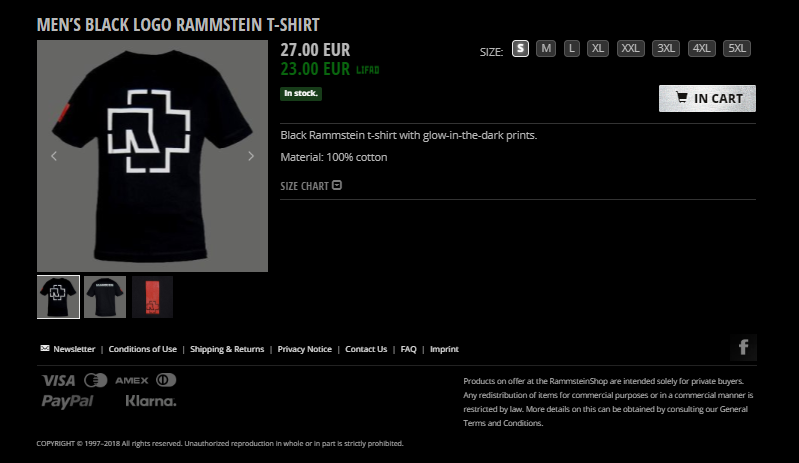 MEN'S BLACK LOGO RAMMSTEIN T-SHIRT
27.00 EUR
23.00 EUR LIFAD
In stock.
SIZE: S M L XL XXL 3XL 4XL 5XL
IN CART
Black Rammstein t-shirt with glow-in-the-dark prints.
Material: 100% cotton
SIZE CHART
Newsletter | Conditions of Use | Shipping & Returns | Privacy Notice | Contact Us | FAQ | Imprint
VISA AMEX
PayPal Klarna.
Products on offer at the RammsteinShop are intended solely for private buyers.
Any redistribution of items for commercial purposes or in a commercial manner is
restricted by law. More details on this can be obtained by consulting our General
Terms and Conditions.
COPYRIGHT © 1997–2018 All rights reserved. Unauthorized reproduction in whole or in part is strictly prohibited.